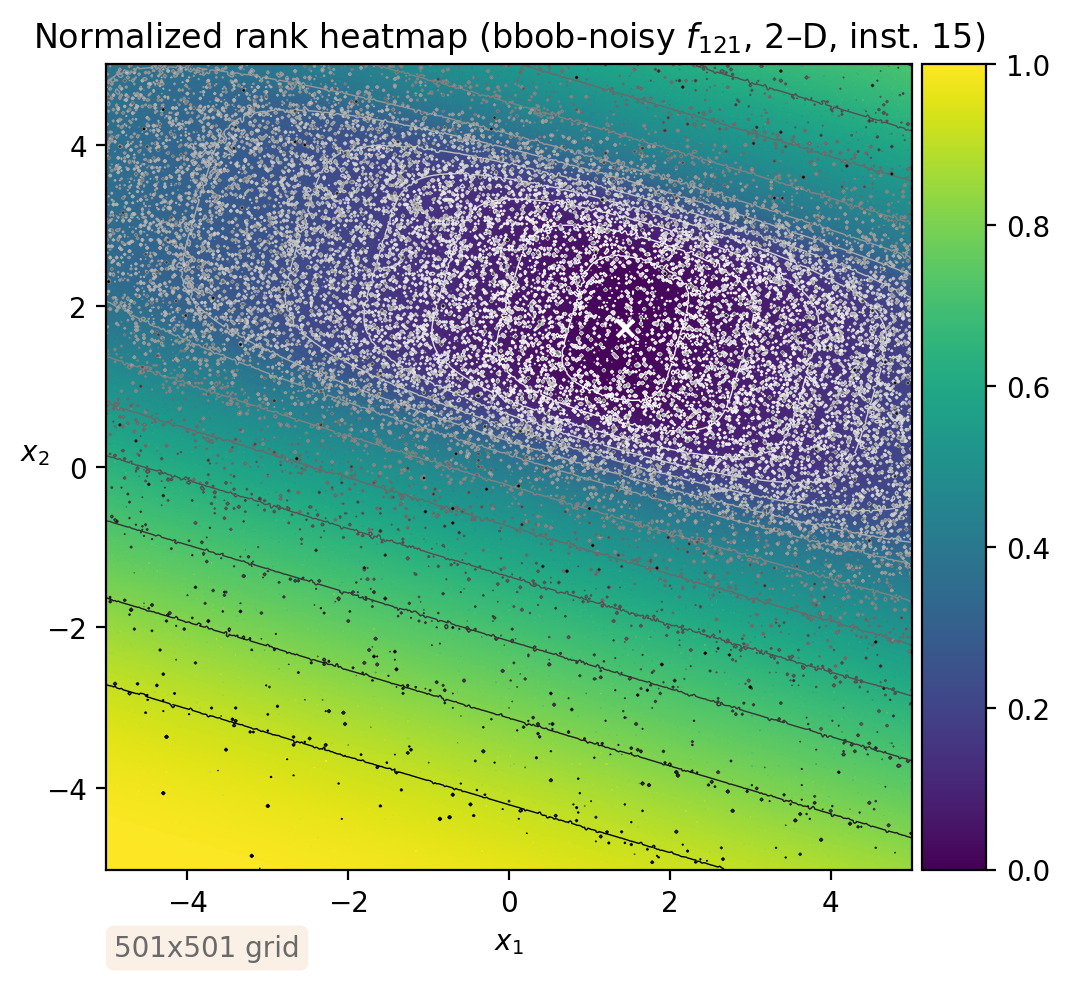 Normalized rank heatmap (bbob-noisy f₁₂₁, 2–D, inst. 15)
1.0
0.8
0.6
0.4
0.2
0.0
4
2
0
−2
−4
x₂
−4 −2 0 2 4
x₁
501x501 grid